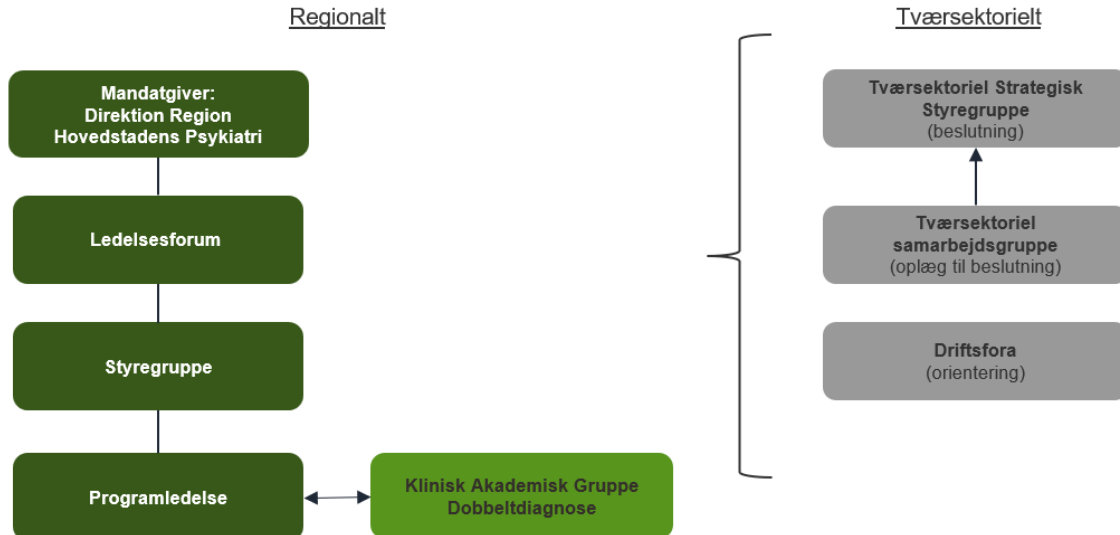 Regionalt
Mandatgiver:
Direktion Region
Hovedstadens Psykiatri
Ledelsesforum
Styregruppe
Programledelse
Klinisk Akademisk Gruppe
Dobbeltdiagnose
Tværsektorielt
Tværsektoriel Strategisk
Styregruppe
(beslutning)
Tværsektoriel
samarbejdsgruppe
(oplæg til beslutning)
Driftsfora
(orientering)